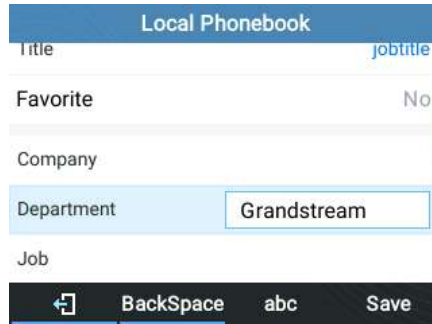 Local Phonebook
Title jobtitle
Favorite No
Company
Department Grandstream
Job
BackSpace abc Save